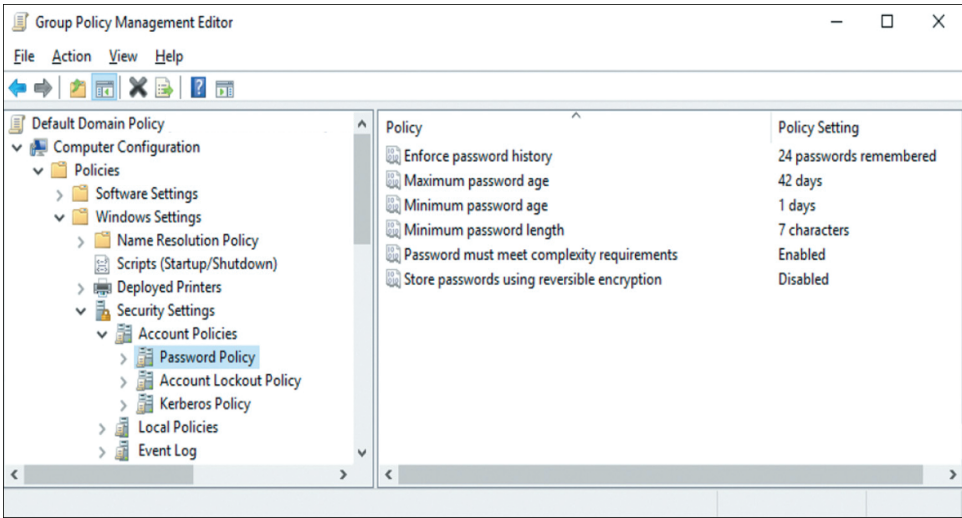 Group Policy Management Editor
File Action View Help
Default Domain Policy
Computer Configuration
Policies
Software Settings
Windows Settings
Name Resolution Policy
Scripts (Startup/Shutdown)
Deployed Printers
Security Settings
Account Policies
Password Policy
Account Lockout Policy
Kerberos Policy
Local Policies
Event Log
Policy Policy Setting
Enforce password history 24 passwords remembered
Maximum password age 42 days
Minimum password age 1 days
Minimum password length 7 characters
Password must meet complexity requirements Enabled
Store passwords using reversible encryption Disabled